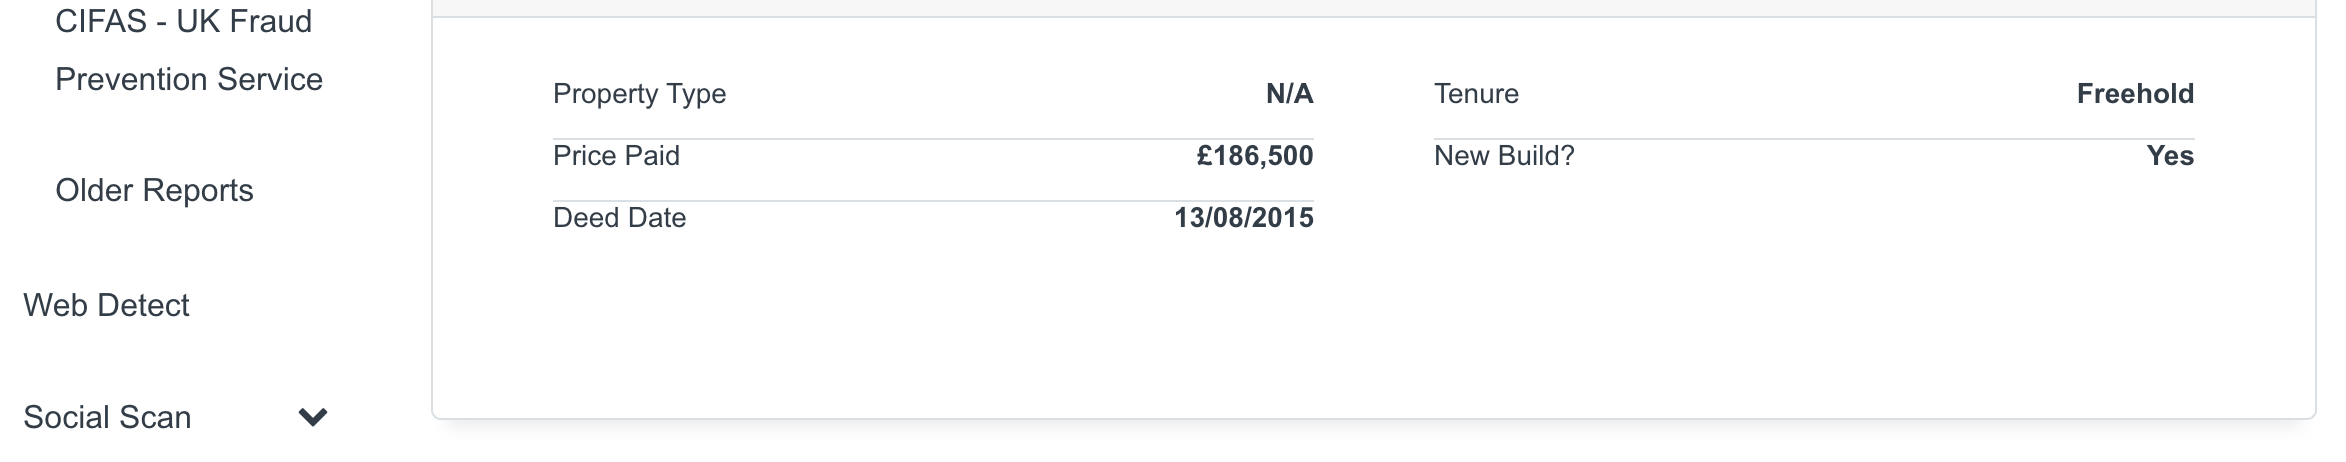 CIFAS - UK Fraud
Prevention Service
Older Reports
Web Detect
Social Scan
Property Type N/A
Price Paid £186,500
Deed Date 13/08/2015
Tenure Freehold
New Build? Yes